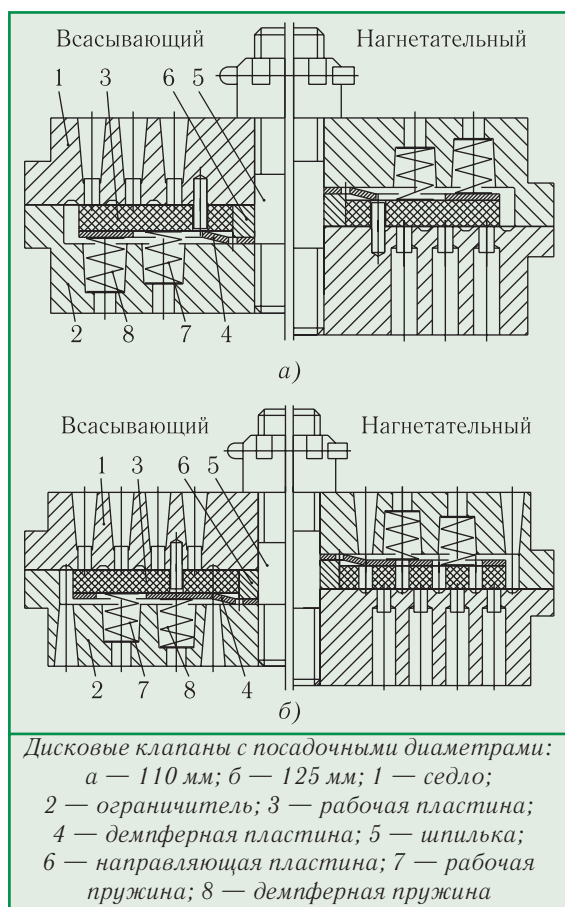 Всасывающий Нагнетательный
1 3 6 5
2 8 7 4
а)
Всасывающий Нагнетательный
1 3 6 5
2 7 8 4
б)
Дисковые клапаны с посадочными диаметрами:
а — 110 мм; б — 125 мм; 1 — седло;
2 — ограничитель; 3 — рабочая пластина;
4 — демпферная пластина; 5 — шпилька;
6 — направляющая пластина; 7 — рабочая
пружина; 8 — демпферная пружина